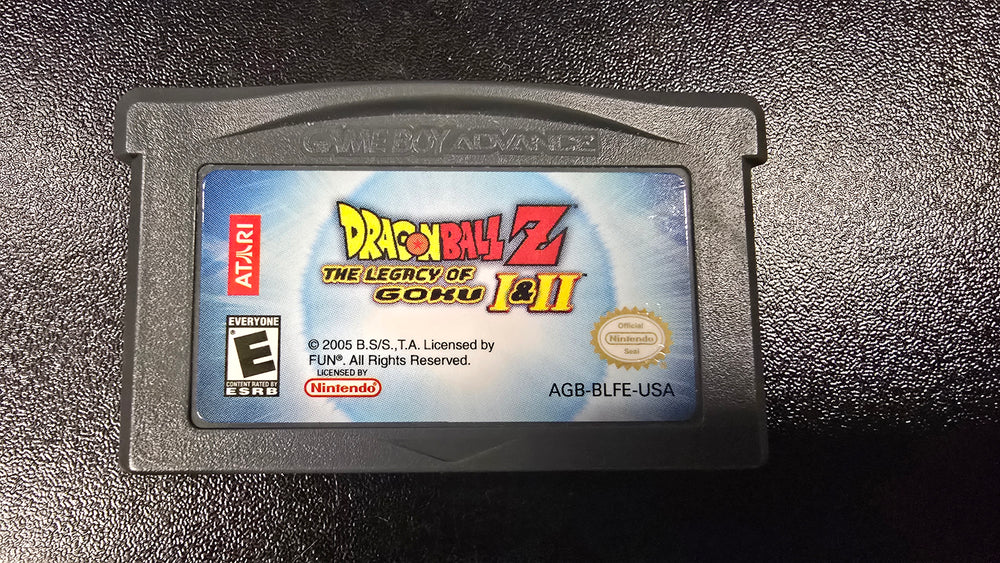 GAME BOY ADVANCE
ATARI
DRAGON BALL Z
THE LEGACY OF
GOKU I & II™
EVERYONE
E
CONTENT RATED BY
ESRB
© 2005 B.S/S.,T.A. Licensed by
FUN®. All Rights Reserved.
LICENSED BY
Nintendo®
Official
Nintendo
Seal
AGB-BLFE-USA